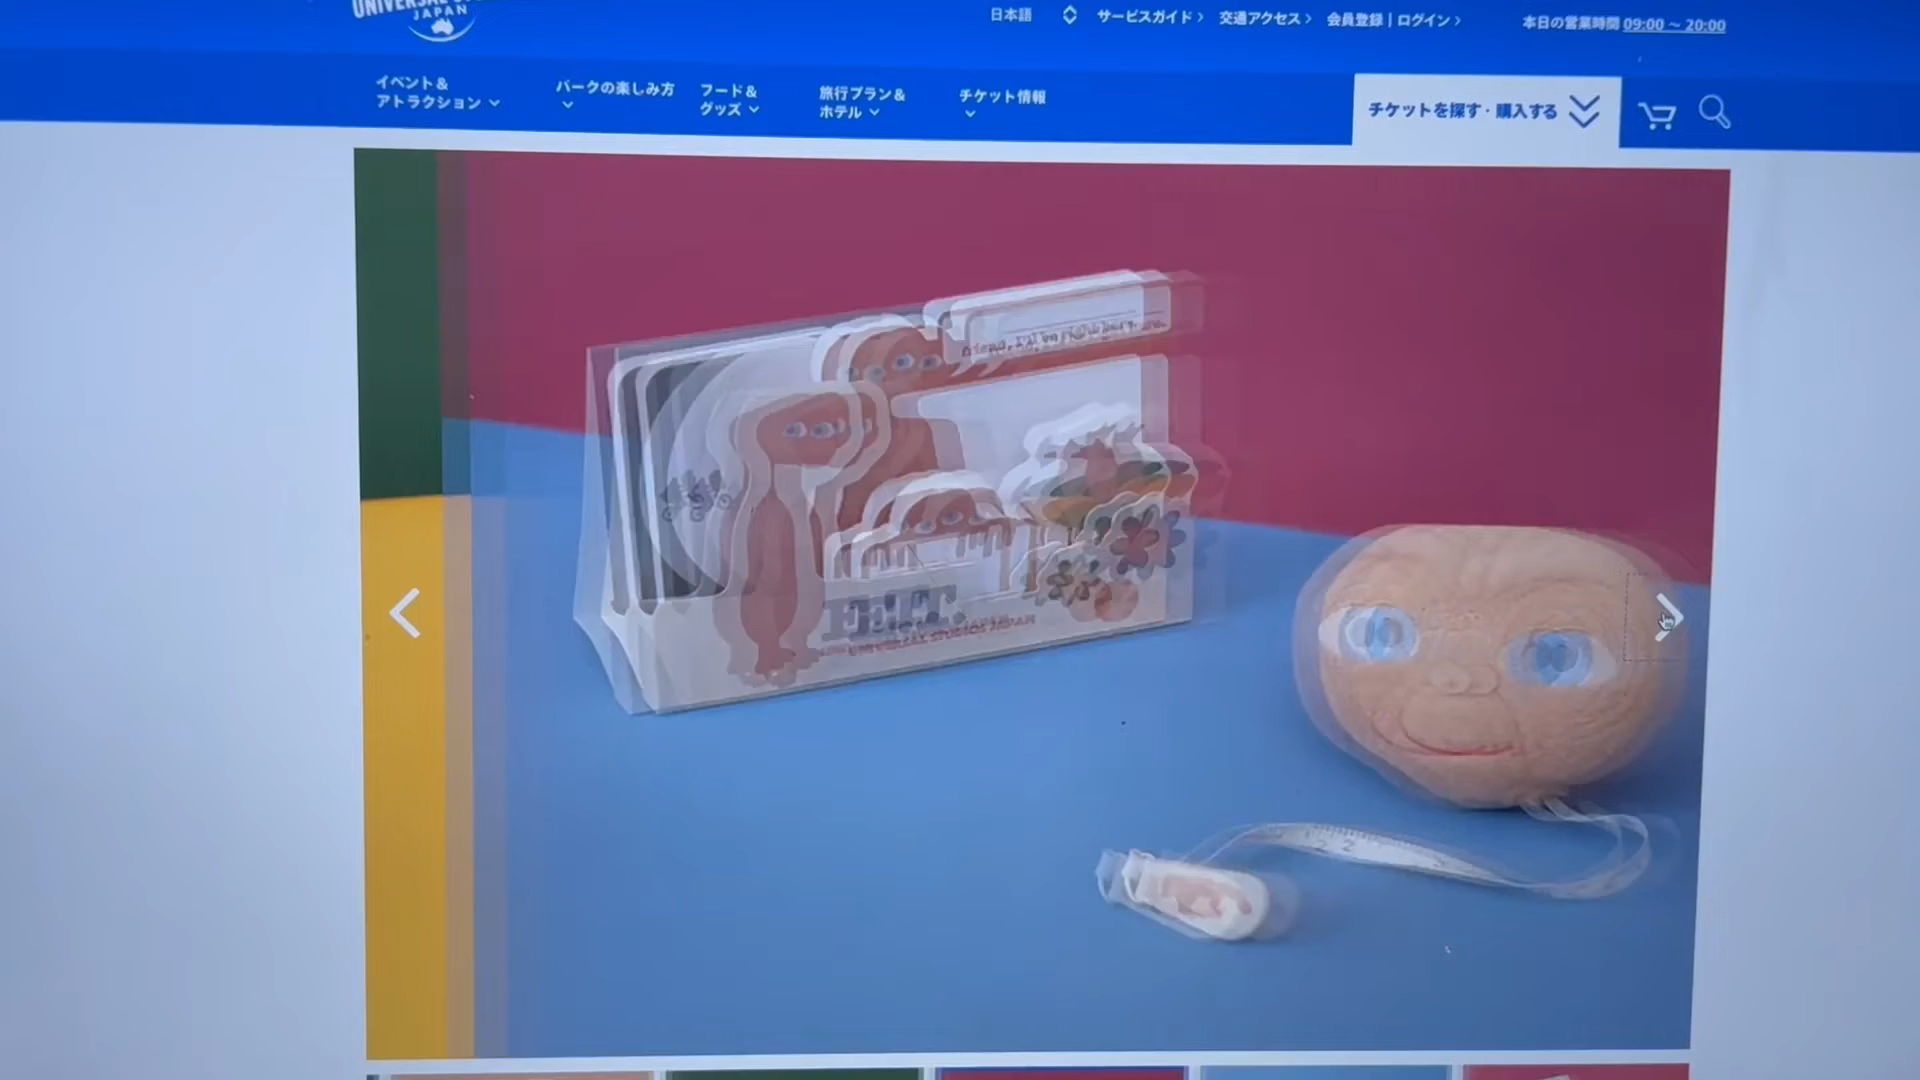 JAPAN
日本語
サービスガイド
交通アクセス
会員登録 | ログイン
本日の営業時間 09:00 ~ 20:00
イベント&
アトラクション
パークの楽しみ方
フード&
グッズ
旅行プラン&
ホテル
チケット情報
チケットを探す・購入する
E.T.
UNIVERSAL STUDIOS JAPAN